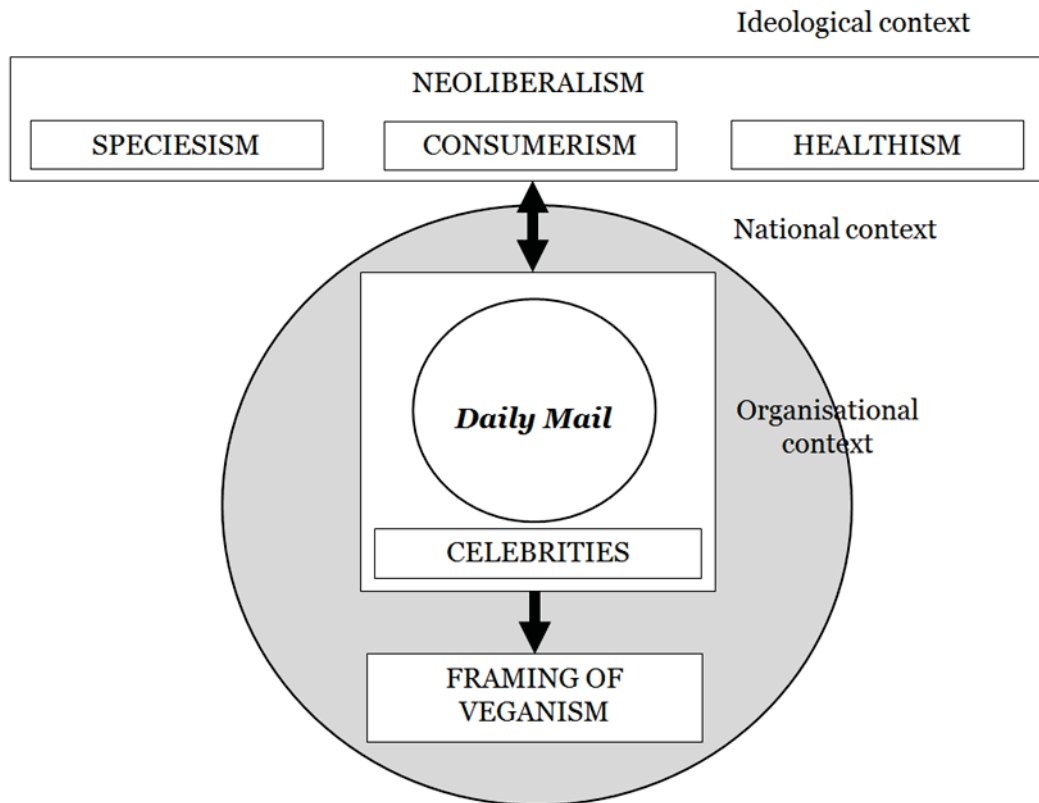 Ideological context
NEOLIBERALISM
SPECIESISM
CONSUMERISM
HEALTHISM
National context
Daily Mail
Organisational
context
CELEBRITIES
FRAMING OF
VEGANISM